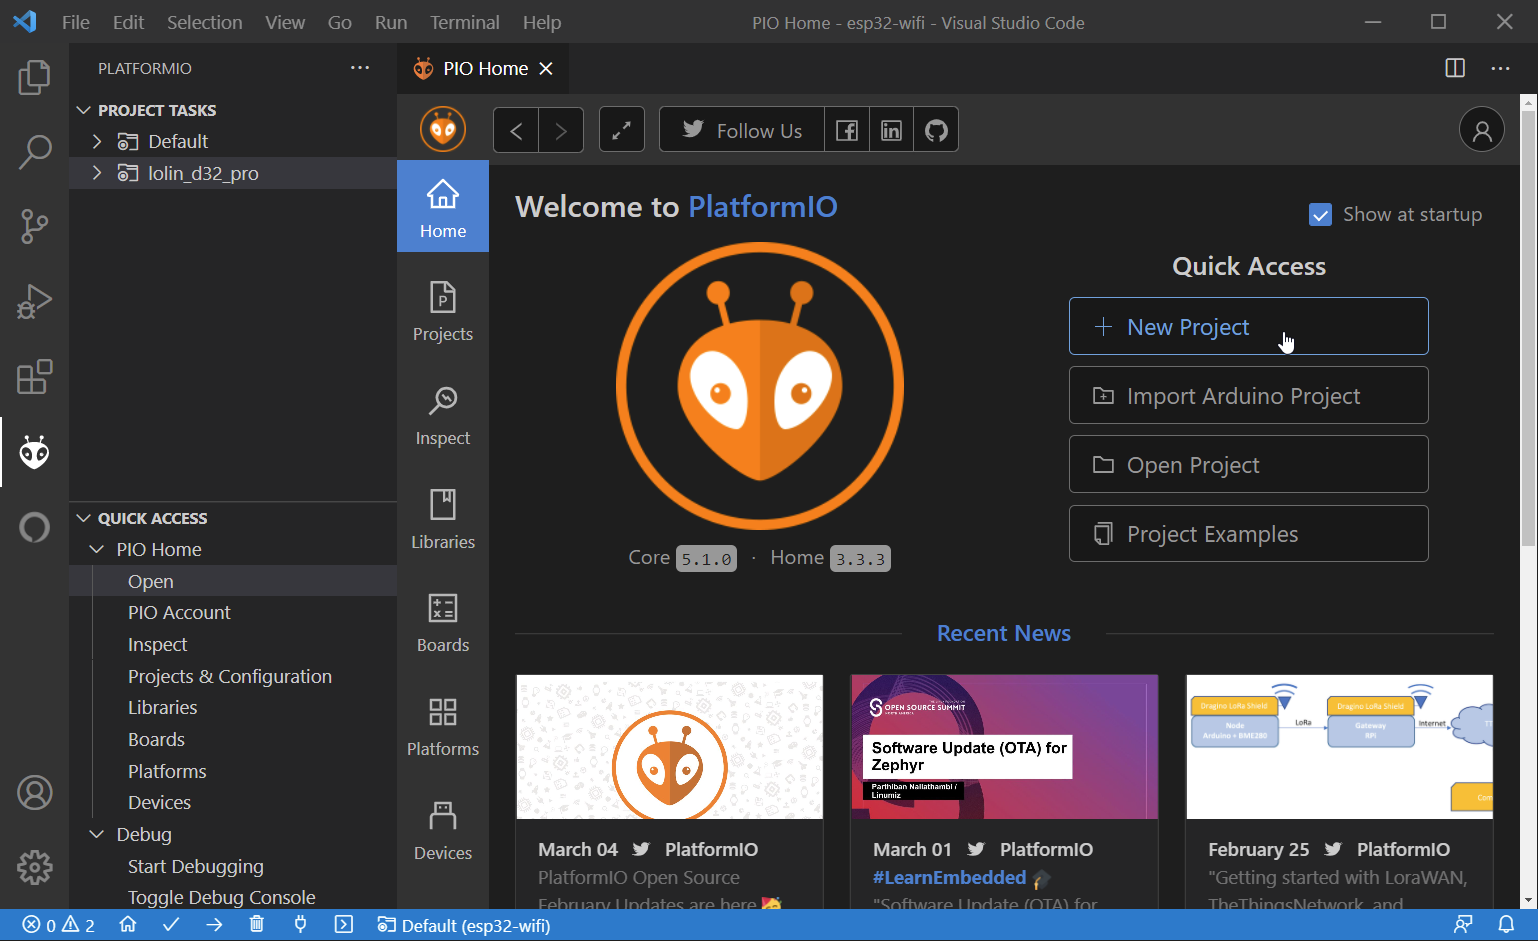 File Edit Selection View Go Run Terminal Help
PIO Home - esp32-wifi - Visual Studio Code
PLATFORMIO
PROJECT TASKS
Default
lolin_d32_pro
QUICK ACCESS
PIO Home
Open
PIO Account
Inspect
Projects & Configuration
Libraries
Boards
Platforms
Devices
Debug
Start Debugging
Toggle Debug Console
PIO Home
Follow Us
Home
Projects
Inspect
Libraries
Boards
Platforms
Devices
Welcome to PlatformIO
Show at startup
Core 5.1.0 · Home 3.3.3
Quick Access
New Project
Import Arduino Project
Open Project
Project Examples
Recent News
March 04 PlatformIO
PlatformIO Open Source
February Updates are here
OPEN SOURCE SUMMIT
Software Update (OTA) for
Zephyr
Parthiban Nallathambi /
Linumiz
March 01 PlatformIO
#LearnEmbedded
"Software Update (OTA) for
Dragino LoRa Shield
Node
Arduino + BME280
LoRa
Dragino LoRa Shield
Gateway
RPI
Internet
February 25 PlatformIO
"Getting started with LoraWAN,
TheThingsNetwork, and
0 2 Default (esp32-wifi)